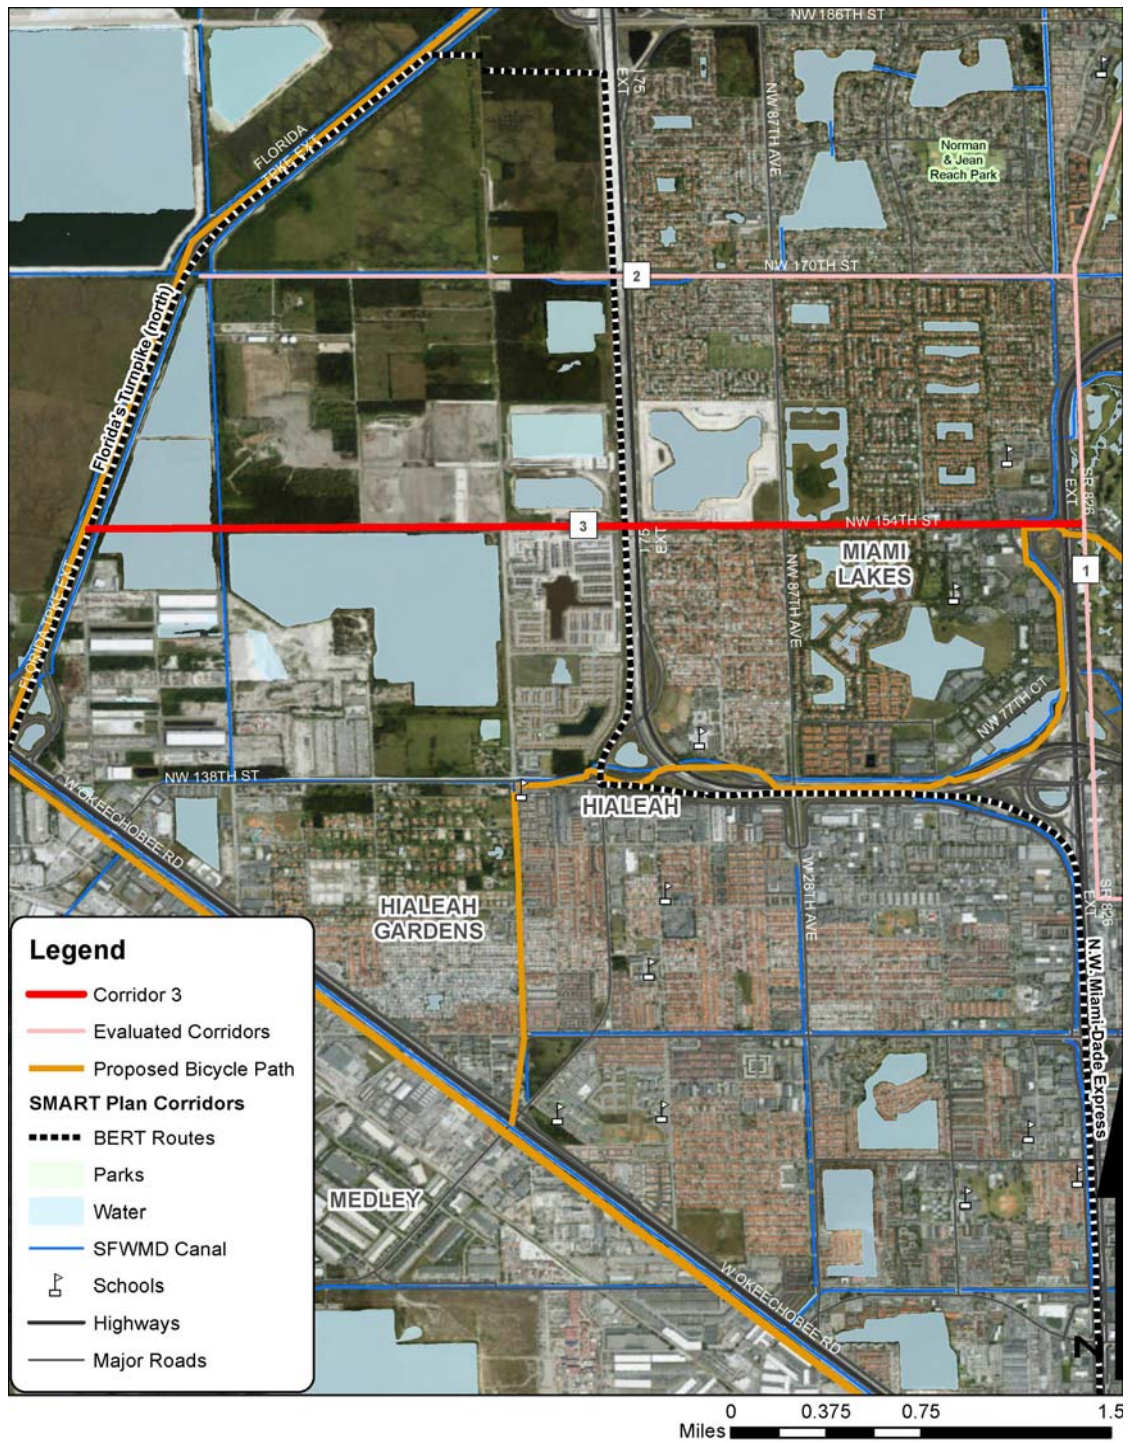 NW 186TH ST
I-75
EXT
NW 87TH AVE
Norman
& Jean
Reach Park
FLORIDA
TPKE EXT
NW 170TH ST
2
Florida's Turnpike (north)
SR 826
EXT
3
NW 154TH ST
EXT
MIAMI
LAKES
1
NW 87TH AVE
FLORIDA TPKE EXT
NW 77TH CT
NW 138TH ST
HIALEAH
W OKEECHOBEE RD
W 28TH AVE
SR 826
EXT
HIALEAH
GARDENS
N.W. Miami-Dade Express
MEDLEY
W OKEECHOBEE RD
Legend
Corridor 3
Evaluated Corridors
Proposed Bicycle Path
SMART Plan Corridors
BERT Routes
Parks
Water
SFWMD Canal
Schools
Highways
Major Roads
Z
0 0.375 0.75 1.5
Miles